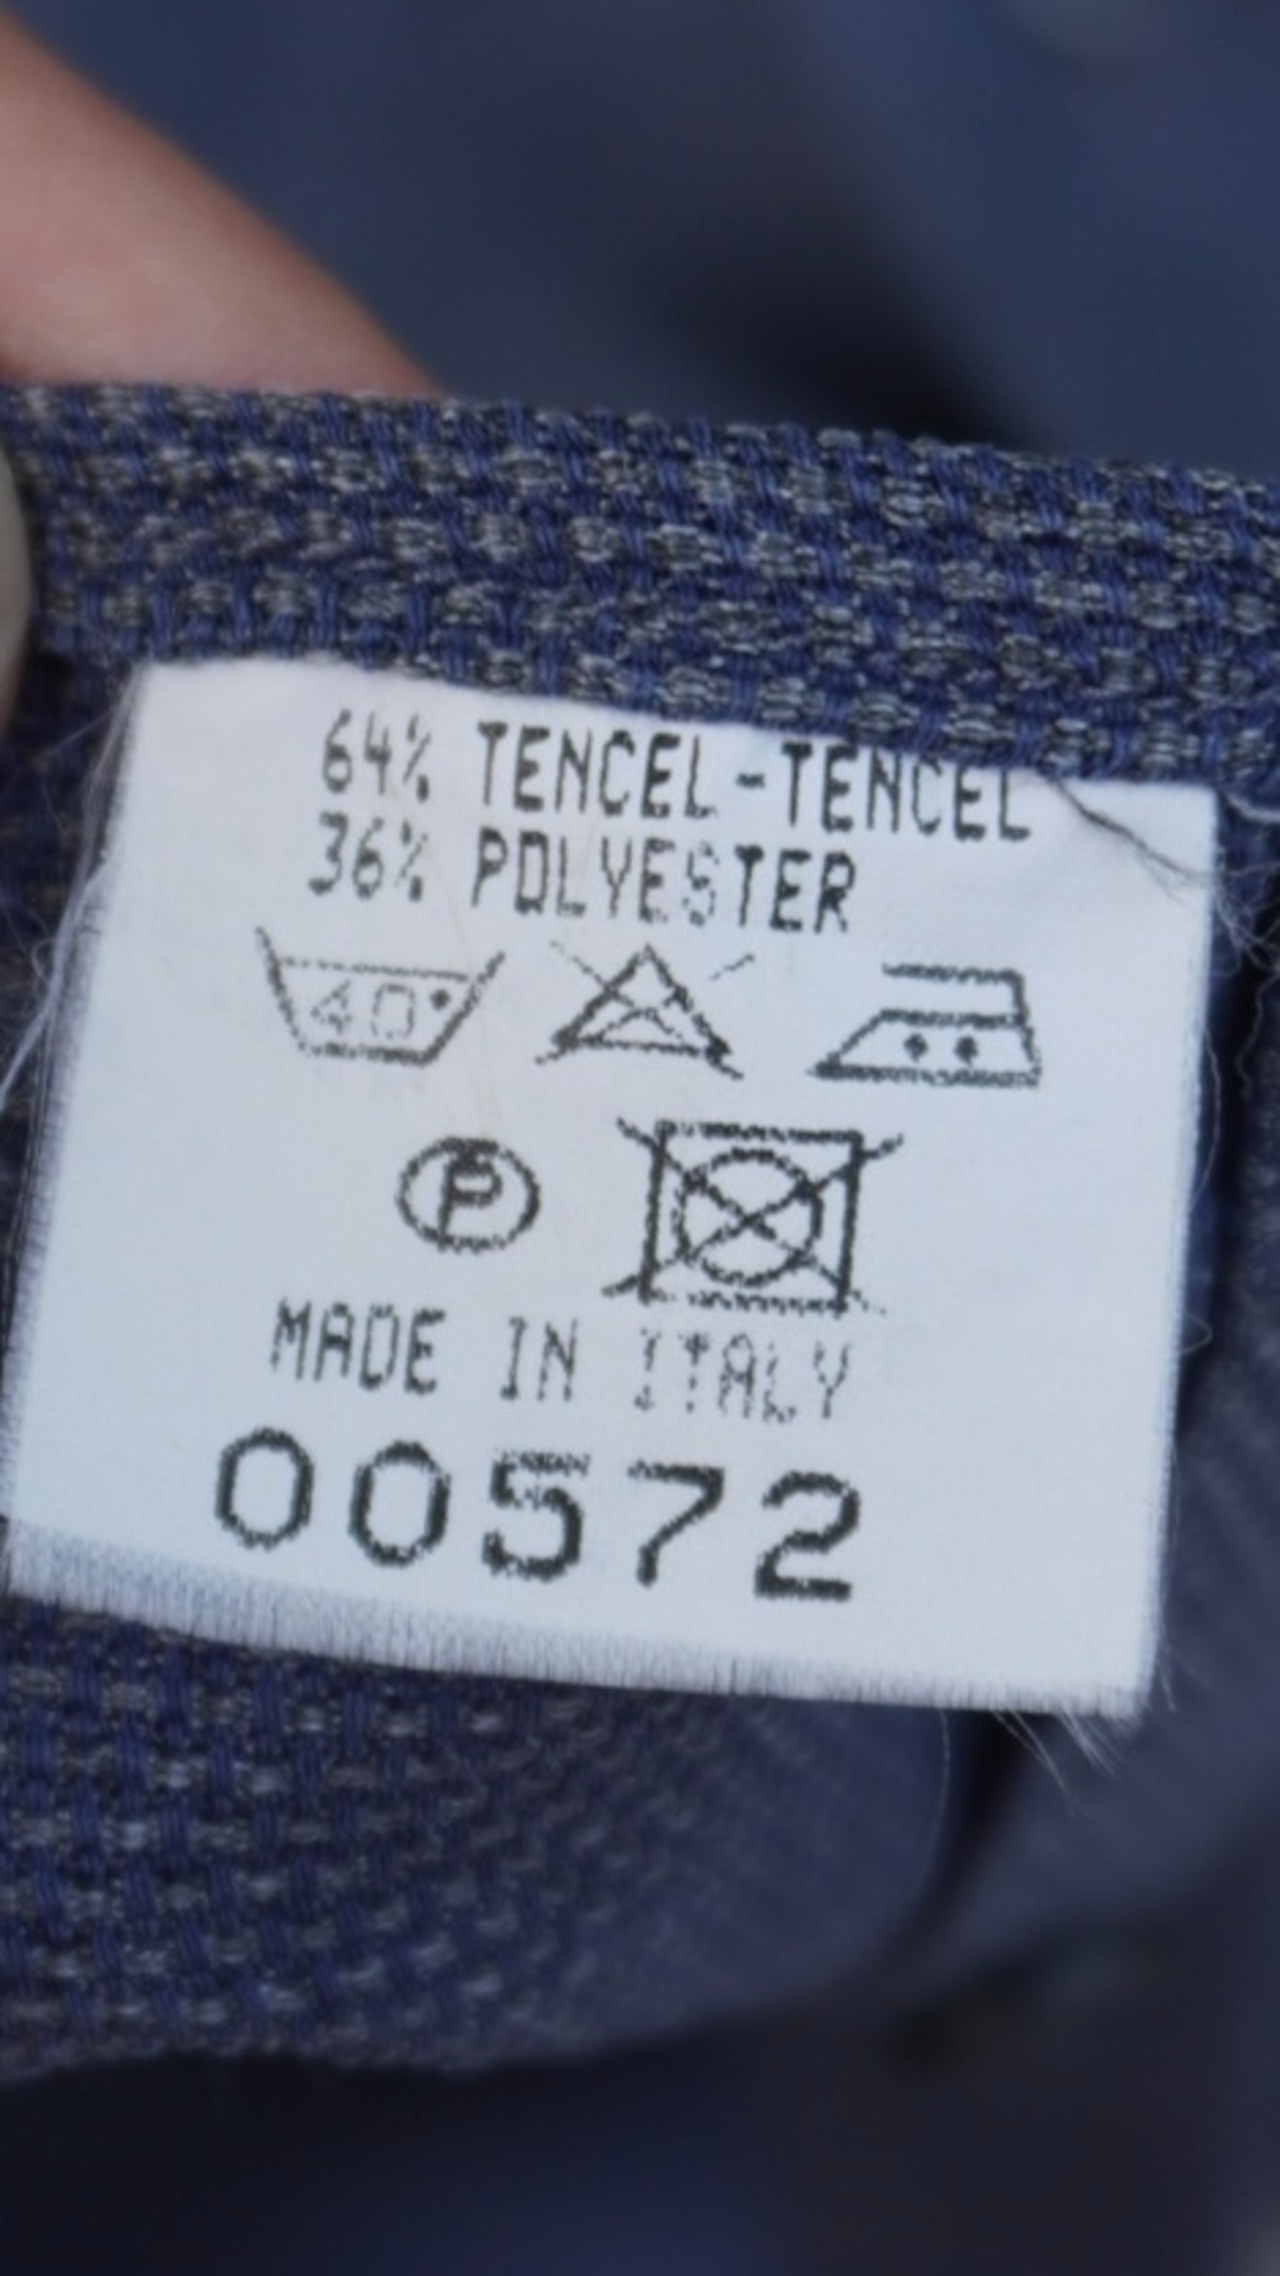 64% TENCEL-TENCEL
36% POLYESTER
40°
P
MADE IN ITALY
00572